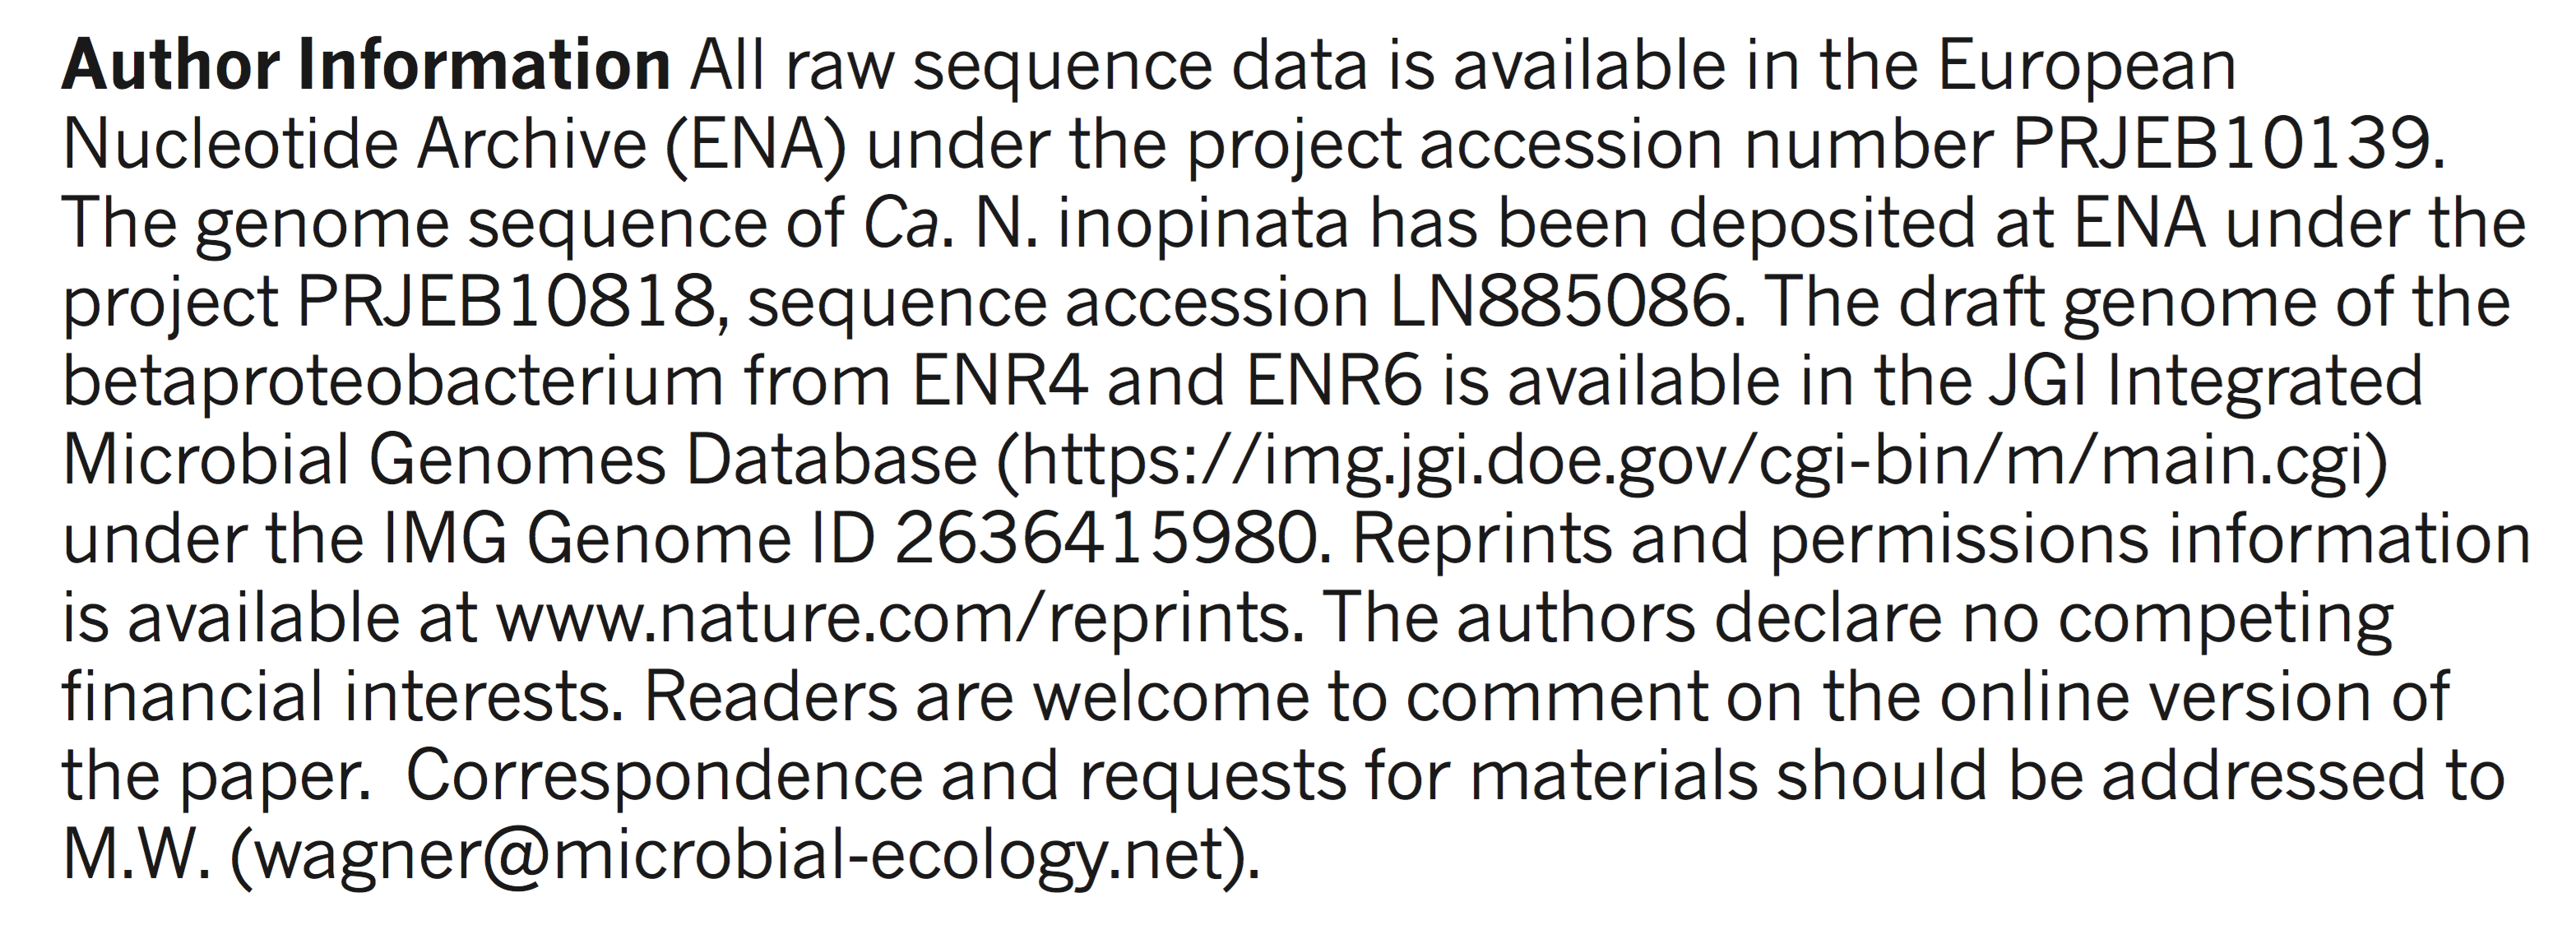 Author Information All raw sequence data is available in the European
Nucleotide Archive (ENA) under the project accession number PRJEB10139.
The genome sequence of Ca. N. inopinata has been deposited at ENA under the
project PRJEB10818, sequence accession LN885086. The draft genome of the
betaproteobacterium from ENR4 and ENR6 is available in the JGI Integrated
Microbial Genomes Database (https://img.jgi.doe.gov/cgi-bin/m/main.cgi)
under the IMG Genome ID 2636415980. Reprints and permissions information
is available at www.nature.com/reprints. The authors declare no competing
financial interests. Readers are welcome to comment on the online version of
the paper.  Correspondence and requests for materials should be addressed to
M.W. (wagner@microbial-ecology.net).